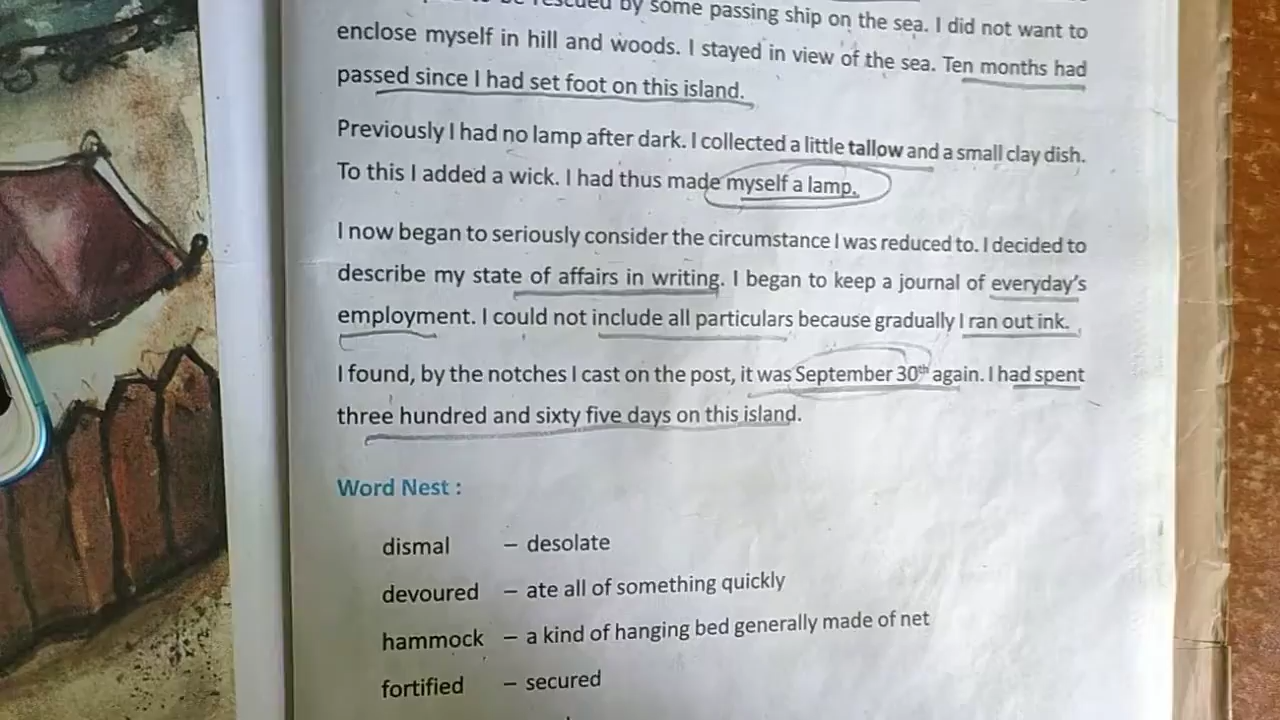 rescued by some passing ship on the sea. I did not want to
enclose myself in hill and woods. I stayed in view of the sea. Ten months had
passed since I had set foot on this island.
Previously I had no lamp after dark. I collected a little tallow and a small clay dish.
To this I added a wick. I had thus made myself a lamp.
I now began to seriously consider the circumstance I was reduced to. I decided to
describe my state of affairs in writing. I began to keep a journal of everyday's
employment. I could not include all particulars because gradually I ran out ink.
I found, by the notches I cast on the post, it was September 30th again. I had spent
three hundred and sixty five days on this island.
Word Nest :
dismal – desolate
devoured – ate all of something quickly
hammock – a kind of hanging bed generally made of net
fortified – secured